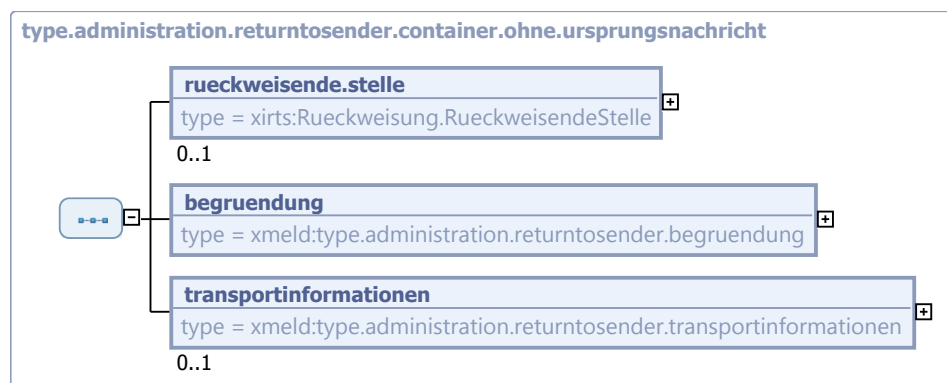 type.administration.returntosender.container.ohne.ursprungsnachricht
rueckweisende.stelle
type = xirts:Rueckweisung.RueckweisendeStelle
0..1
begruendung
type = xmeld:type.administration.returntosender.begruendung
transportinformationen
type = xmeld:type.administration.returntosender.transportinformationen
0..1